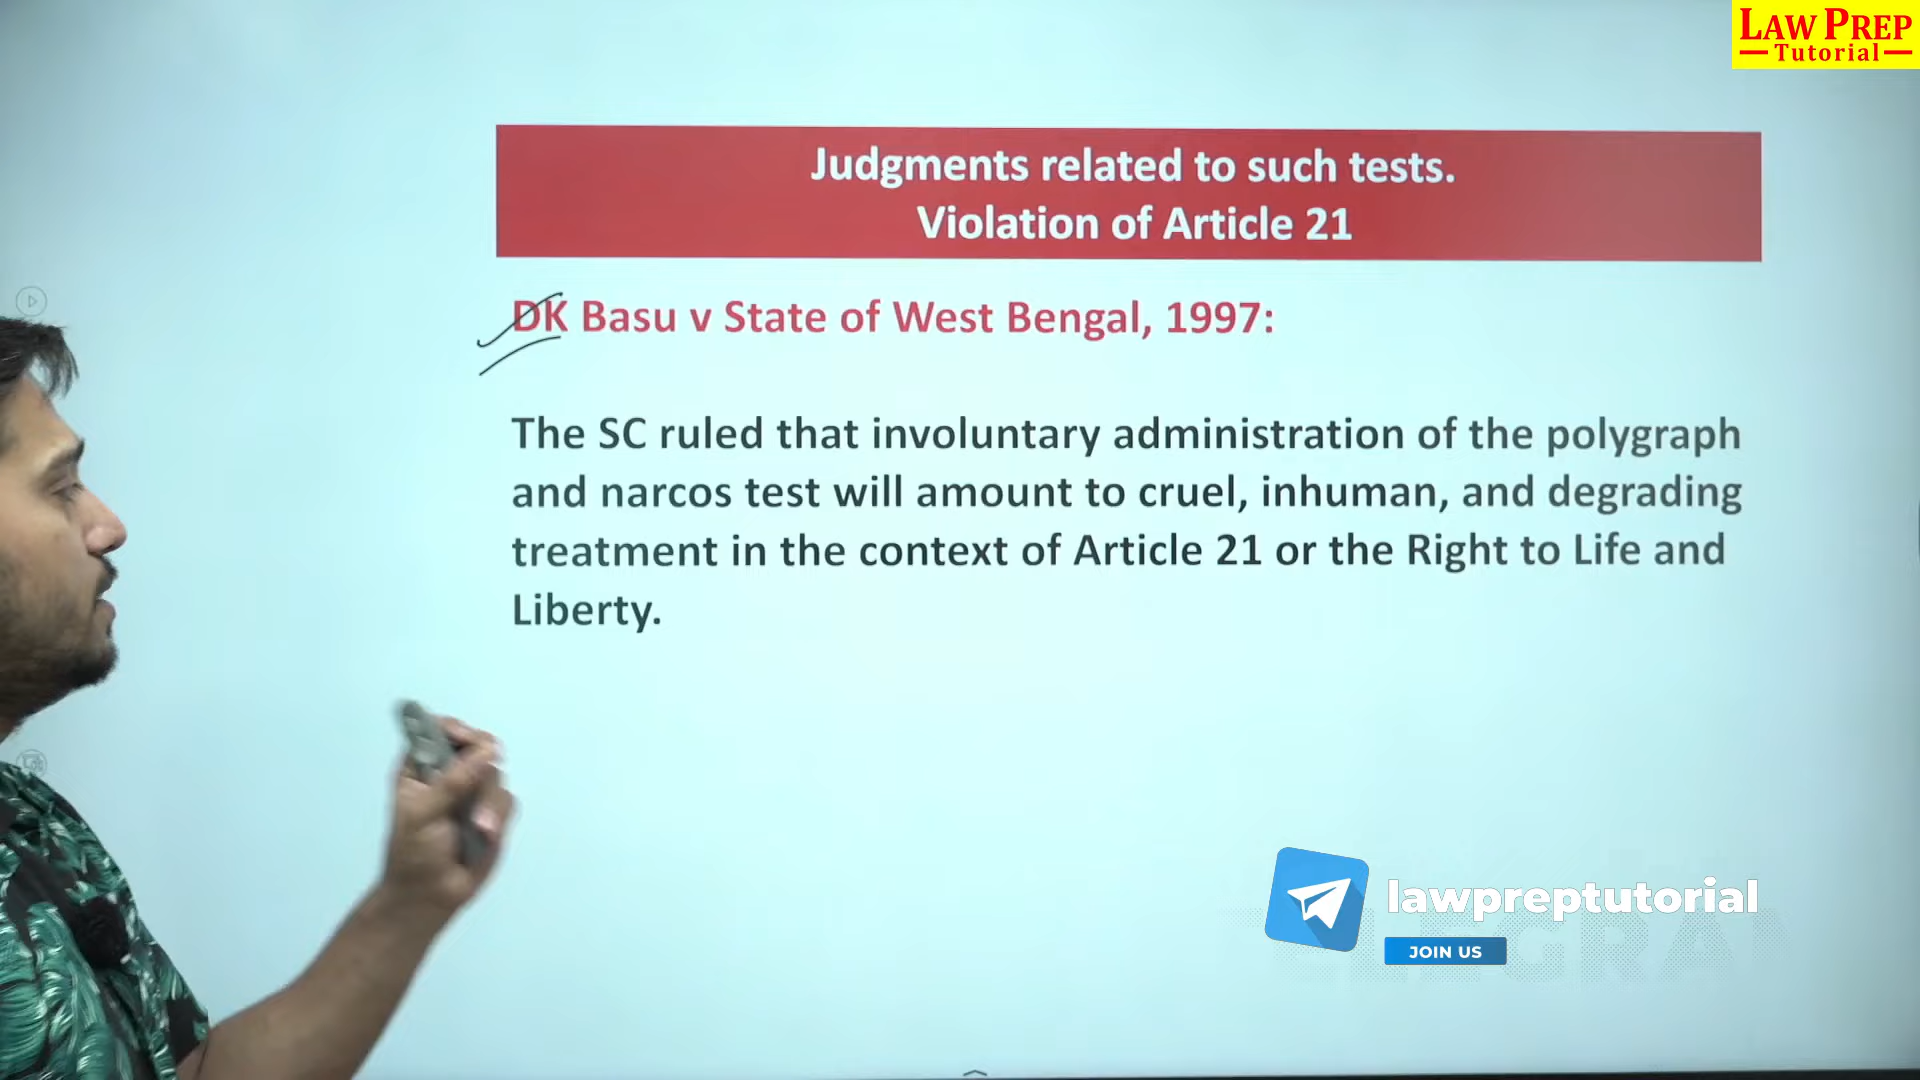 LAW PREP
Tutorial
Judgments related to such tests.
Violation of Article 21
DK Basu v State of West Bengal, 1997:
The SC ruled that involuntary administration of the polygraph
and narcos test will amount to cruel, inhuman, and degrading
treatment in the context of Article 21 or the Right to Life and
Liberty.
lawpreptutorial
JOIN US